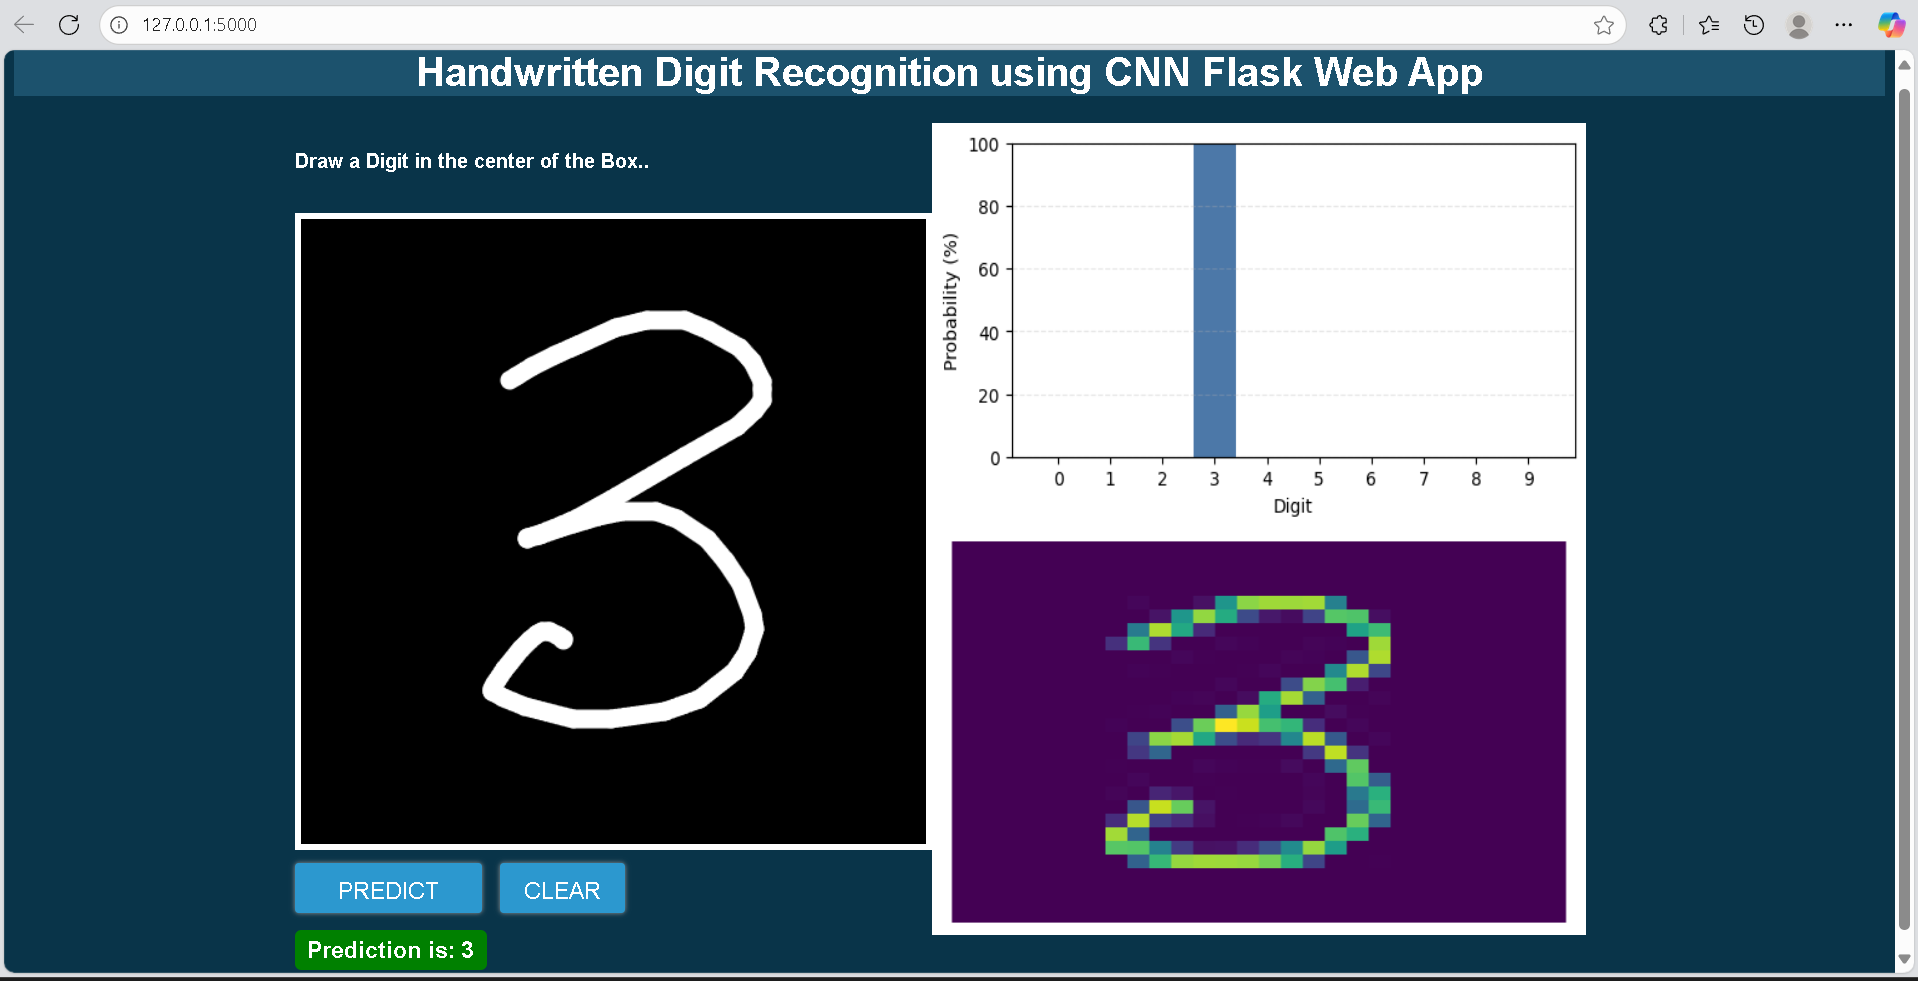 127.0.0.1:5000
Handwritten Digit Recognition using CNN Flask Web App
Draw a Digit in the center of the Box..
3
PREDICT CLEAR
Prediction is: 3
100
80
60
40
20
0
Probability (%)
0 1 2 3 4 5 6 7 8 9
Digit
3